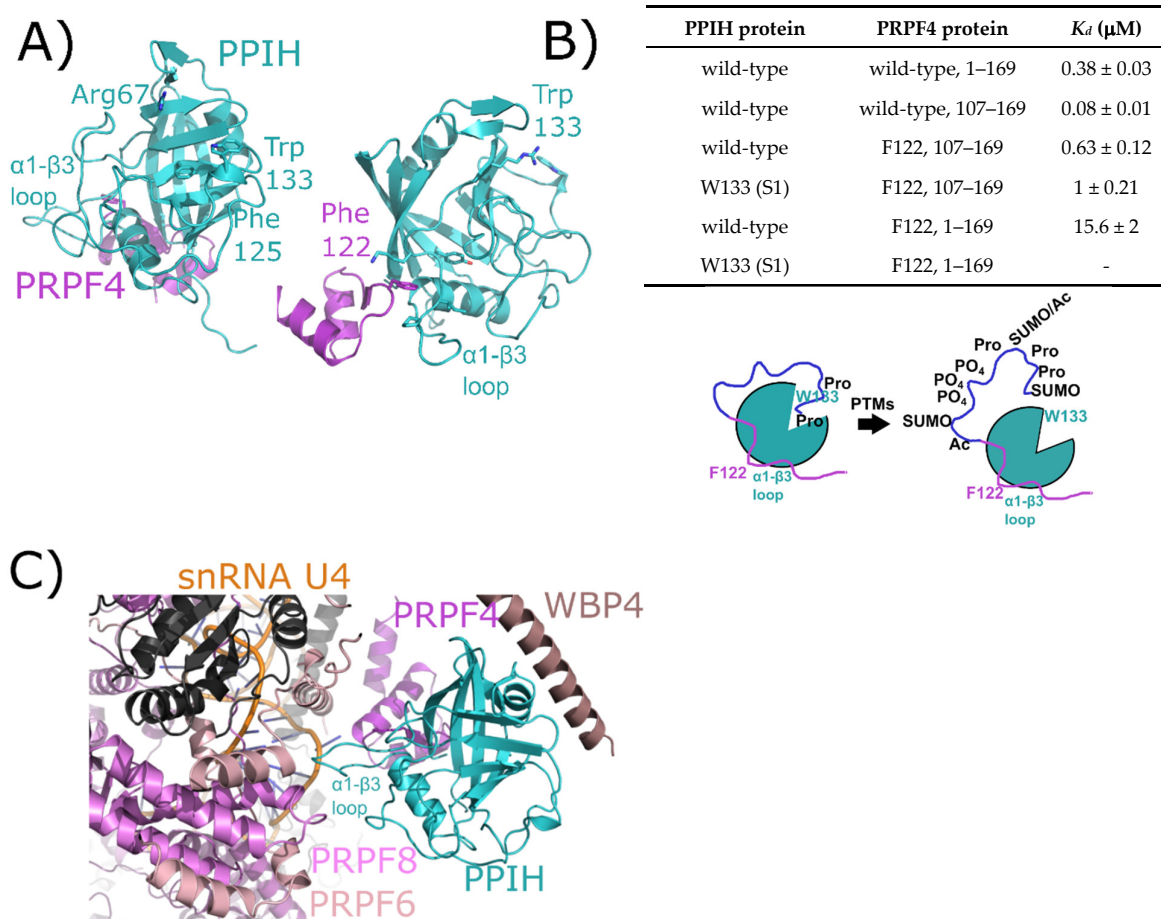 A)
PPIH
Arg67
α1-β3
loop
Trp
133
Phe
125
PRPF4
B)
Trp
133
Phe
122
α1-β3
loop
PPIH protein PRPF4 protein Kd (μM)
wild-type wild-type, 1–169 0.38 ± 0.03
wild-type wild-type, 107–169 0.08 ± 0.01
wild-type F122, 107–169 0.63 ± 0.12
W133 (S1) F122, 107–169 1 ± 0.21
wild-type F122, 1–169 15.6 ± 2
W133 (S1) F122, 1–169 -
Pro
W133
Pro
F122
α1-β3
loop
PTMs
SUMO/Ac
Pro
Pro
PO4
Pro
PO4
SUMO
PO4
SUMO
W133
Ac
F122
α1-β3
loop
C)
snRNA U4
PRPF4
WBP4
α1-β3
loop
PRPF8
PPIH
PRPF6